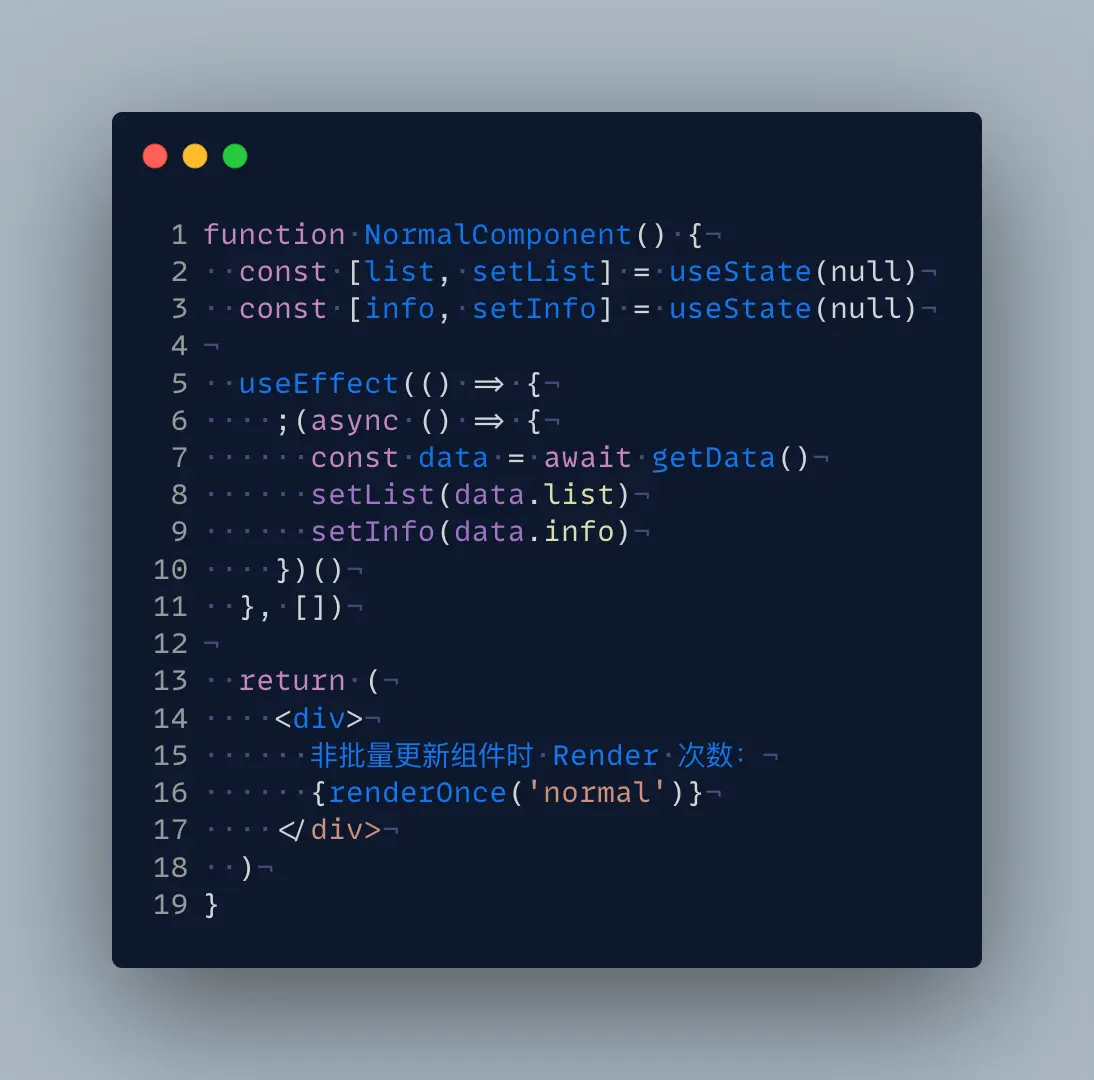 1 function NormalComponent() {
2   const [list, setList] = useState(null)
3   const [info, setInfo] = useState(null)
4
5   useEffect(() => {
6     ;(async () => {
7       const data = await getData()
8       setList(data.list)
9       setInfo(data.info)
10     })()
11   }, [])
12
13   return (
14     <div>
15       非批量更新组件时 Render 次数：
16       {renderOnce('normal')}
17     </div>
18   )
19 }